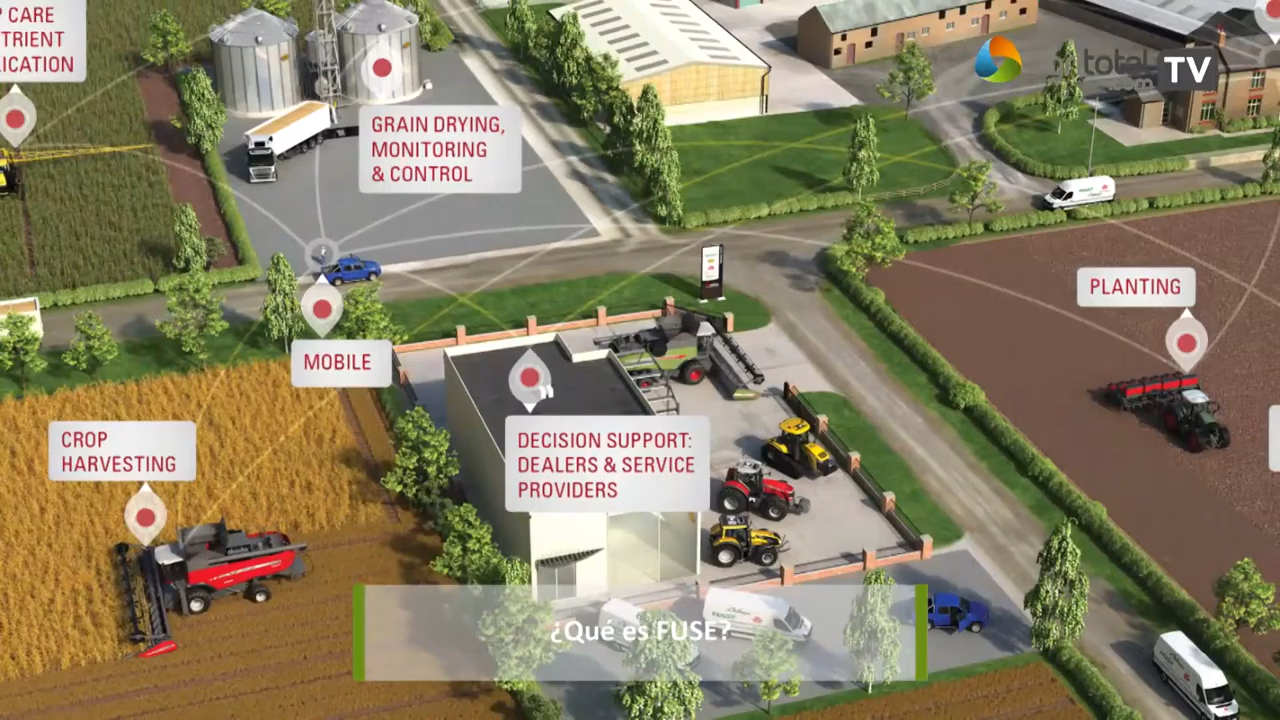 P CARE
TRIENT
LICATION
total
TV
GRAIN DRYING,
MONITORING
& CONTROL
PLANTING
MOBILE
CROP
HARVESTING
DECISION SUPPORT:
DEALERS & SERVICE
PROVIDERS
¿Qué es FUSE?